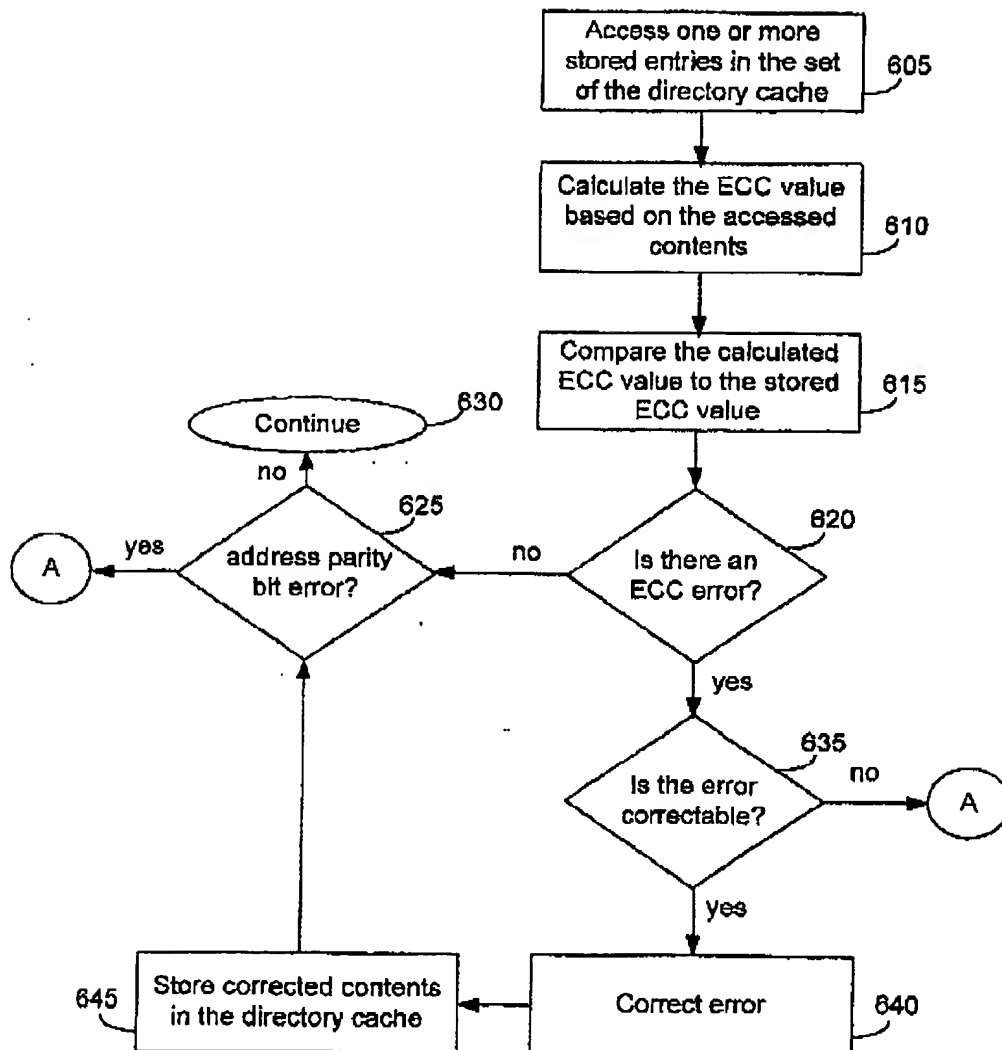 Access one or more
stored entries in the set
of the directory cache
605
Calculate the ECC value
based on the accessed
contents
610
Compare the calculated
ECC value to the stored
ECC value
615
Continue
630
no
625
address parity
bit error?
yes
A
no
620
Is there an
ECC error?
yes
635
Is the error
correctable?
no
A
yes
Correct error
640
Store corrected contents
in the directory cache
645